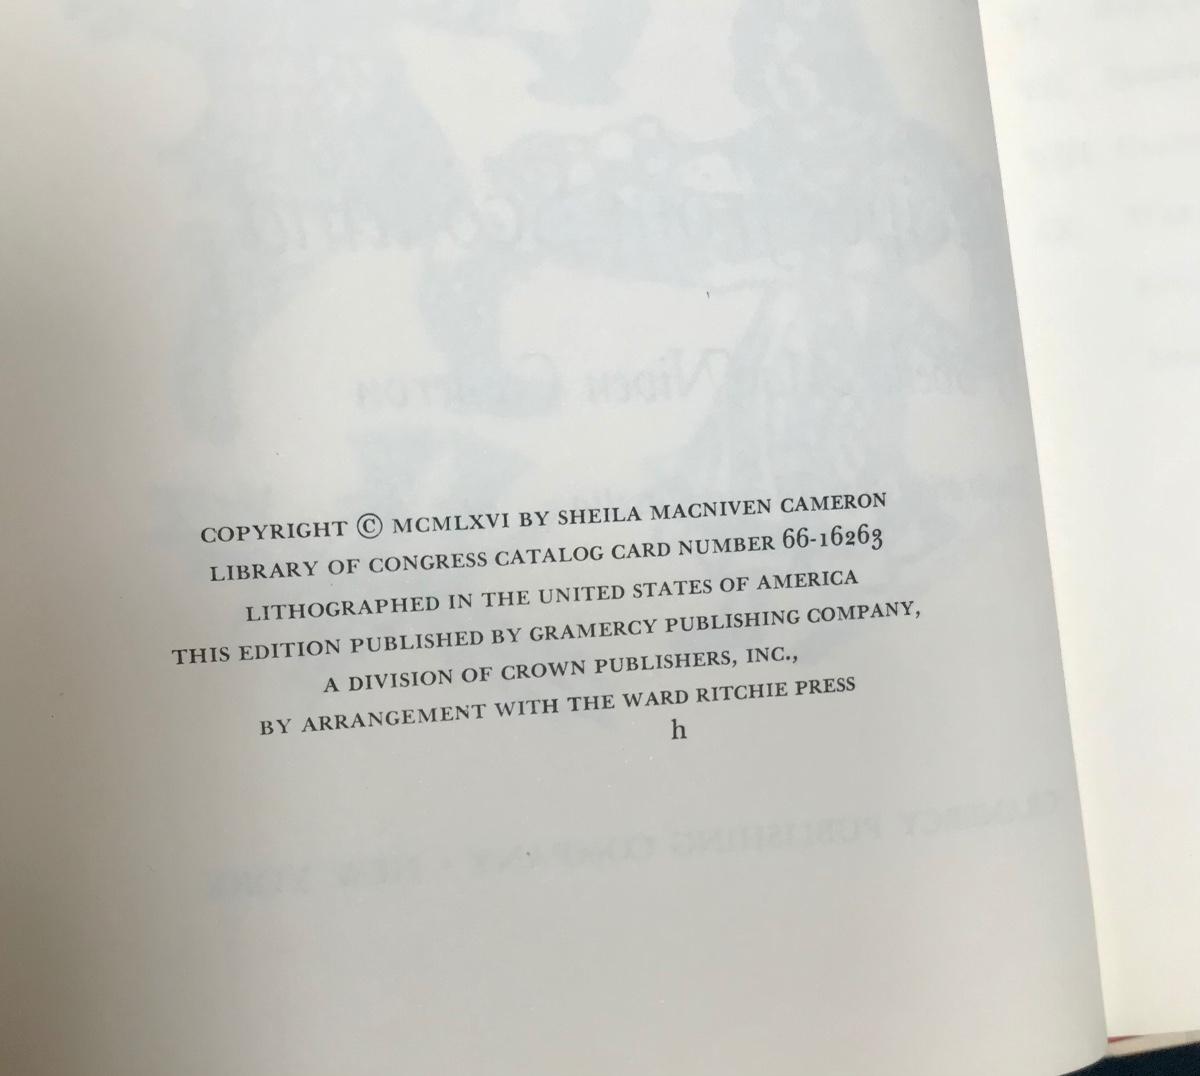 COPYRIGHT © MCMLXVI BY SHEILA MACNIVEN CAMERON
LIBRARY OF CONGRESS CATALOG CARD NUMBER 66-16263
LITHOGRAPHED IN THE UNITED STATES OF AMERICA
THIS EDITION PUBLISHED BY GRAMERCY PUBLISHING COMPANY,
A DIVISION OF CROWN PUBLISHERS, INC.,
BY ARRANGEMENT WITH THE WARD RITCHIE PRESS
h